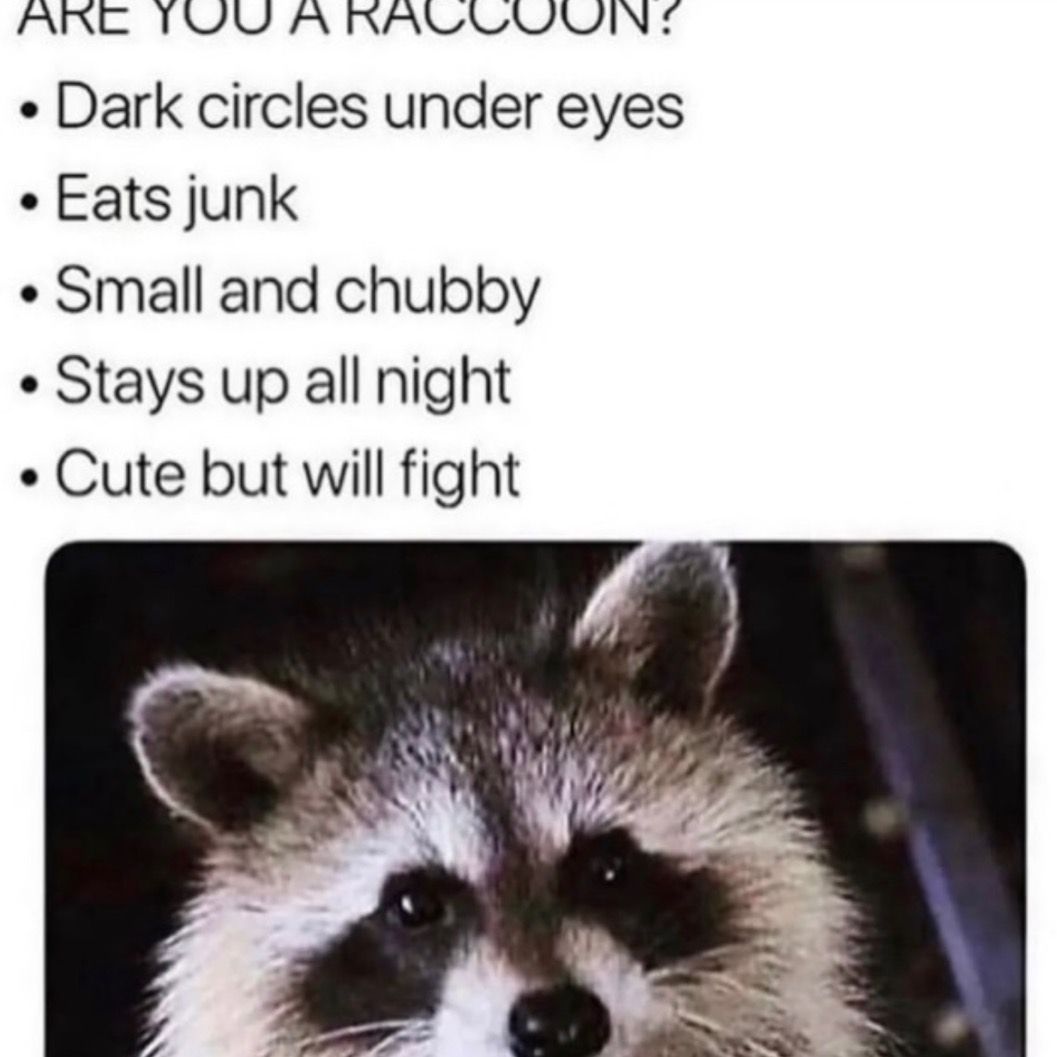 ARE YOU A RACCOON?
• Dark circles under eyes
• Eats junk
• Small and chubby
• Stays up all night
• Cute but will fight